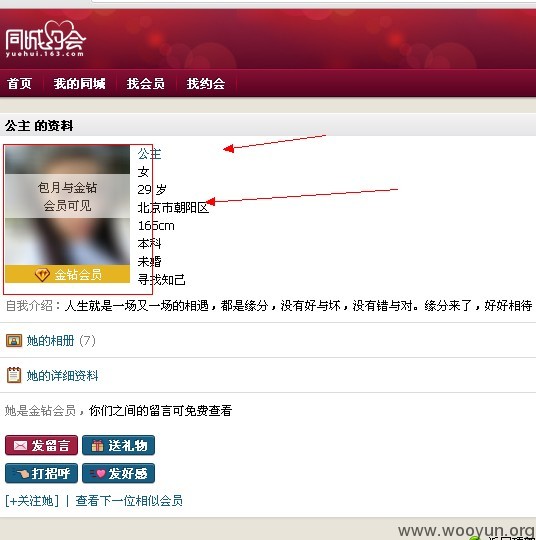 同城约会
yuehui.163.com
首页 我的同城 找会员 找约会
公主 的资料
包月与金钻
会员可见
金钻会员
公主
女
29 岁
北京市朝阳区
165cm
本科
未婚
寻找知己
自我介绍：人生就是一场又一场的相遇，都是缘分，没有好与坏，没有错与对。缘分来了，好好相待
她的相册 (7)
她的详细资料
她是金钻会员，你们之间的留言可免费查看
发留言 送礼物
打招呼 发好感
[+关注她] | 查看下一位相似会员
www.wooyun.org